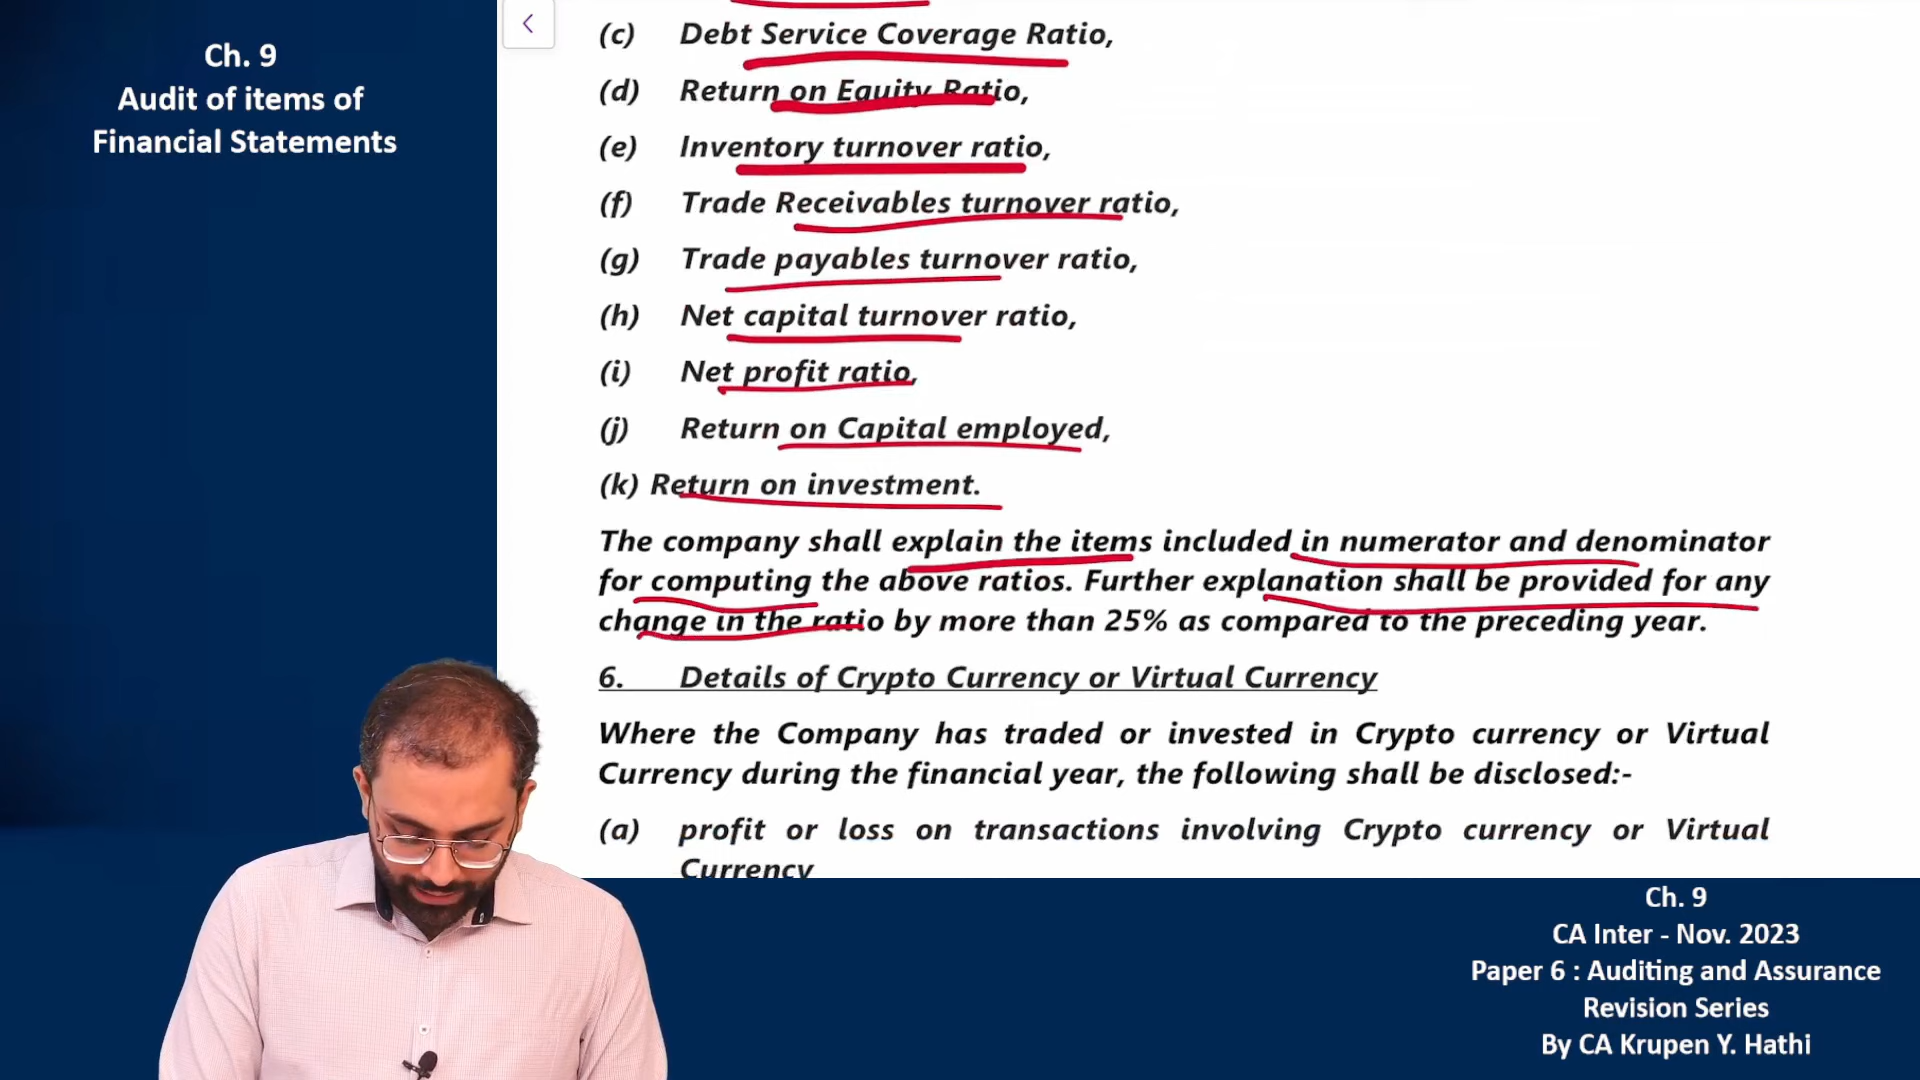 Ch. 9
Audit of items of
Financial Statements
(c) Debt Service Coverage Ratio,
(d) Return on Equity Ratio,
(e) Inventory turnover ratio,
(f) Trade Receivables turnover ratio,
(g) Trade payables turnover ratio,
(h) Net capital turnover ratio,
(i) Net profit ratio,
(j) Return on Capital employed,
(k) Return on investment.
The company shall explain the items included in numerator and denominator
for computing the above ratios. Further explanation shall be provided for any
change in the ratio by more than 25% as compared to the preceding year.
6. Details of Crypto Currency or Virtual Currency
Where the Company has traded or invested in Crypto currency or Virtual
Currency during the financial year, the following shall be disclosed:-
(a) profit or loss on transactions involving Crypto currency or Virtual
Currency
Ch. 9
CA Inter - Nov. 2023
Paper 6 : Auditing and Assurance
Revision Series
By CA Krupen Y. Hathi